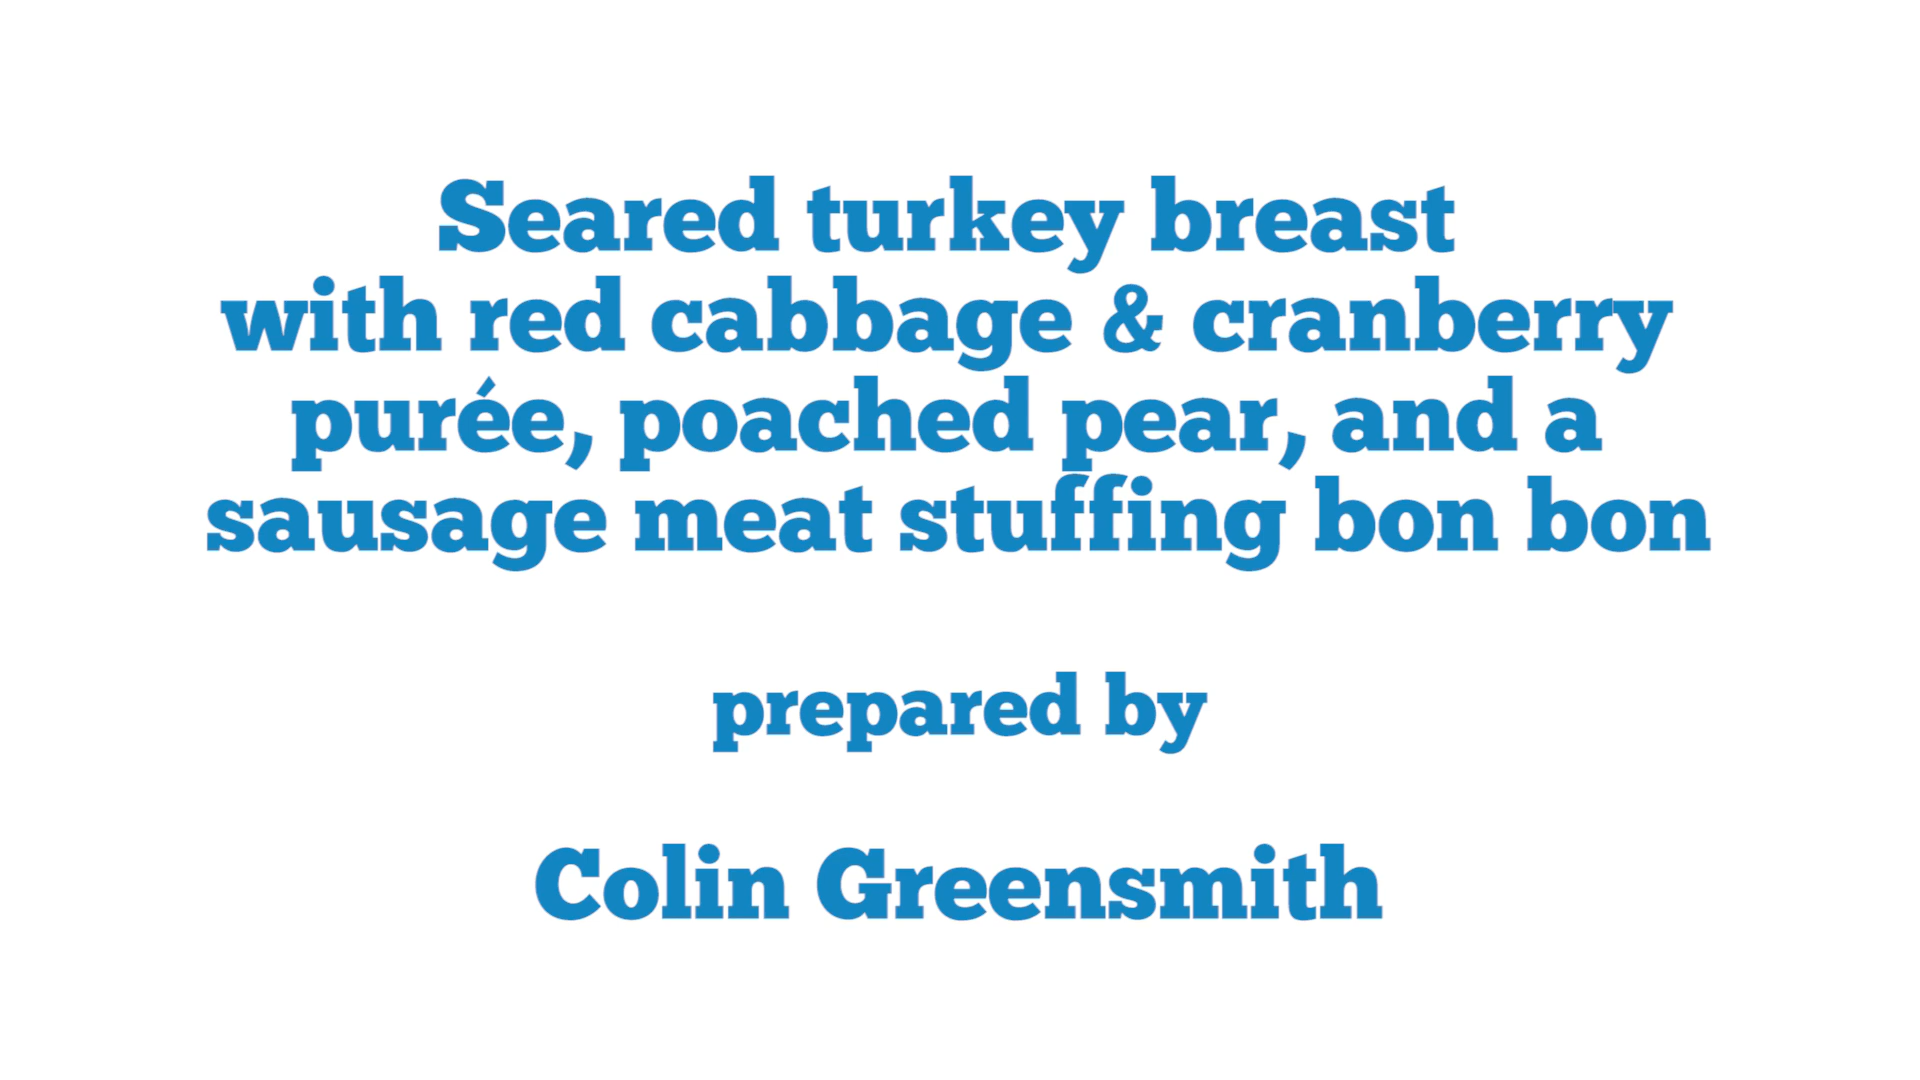 Seared turkey breast
with red cabbage & cranberry
purée, poached pear, and a
sausage meat stuffing bon bon
prepared by
Colin Greensmith